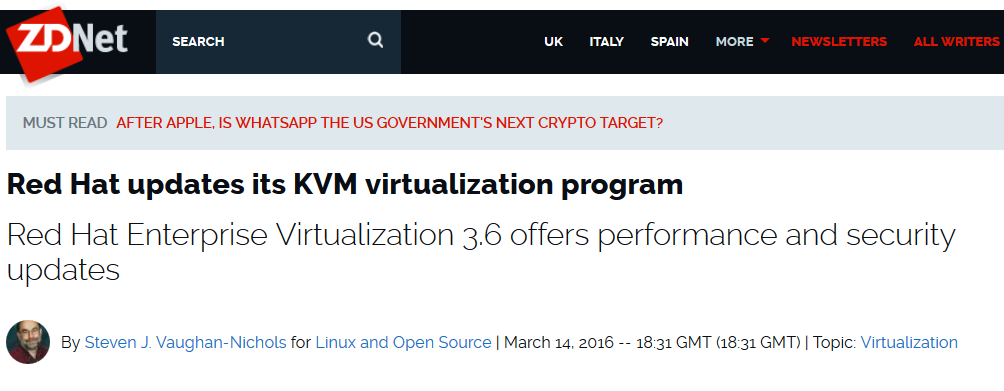 ZDNet
SEARCH
UK ITALY SPAIN MORE NEWSLETTERS ALL WRITERS
MUST READ AFTER APPLE, IS WHATSAPP THE US GOVERNMENT'S NEXT CRYPTO TARGET?
Red Hat updates its KVM virtualization program
Red Hat Enterprise Virtualization 3.6 offers performance and security
updates
By Steven J. Vaughan-Nichols for Linux and Open Source | March 14, 2016 -- 18:31 GMT (18:31 GMT) | Topic: Virtualization